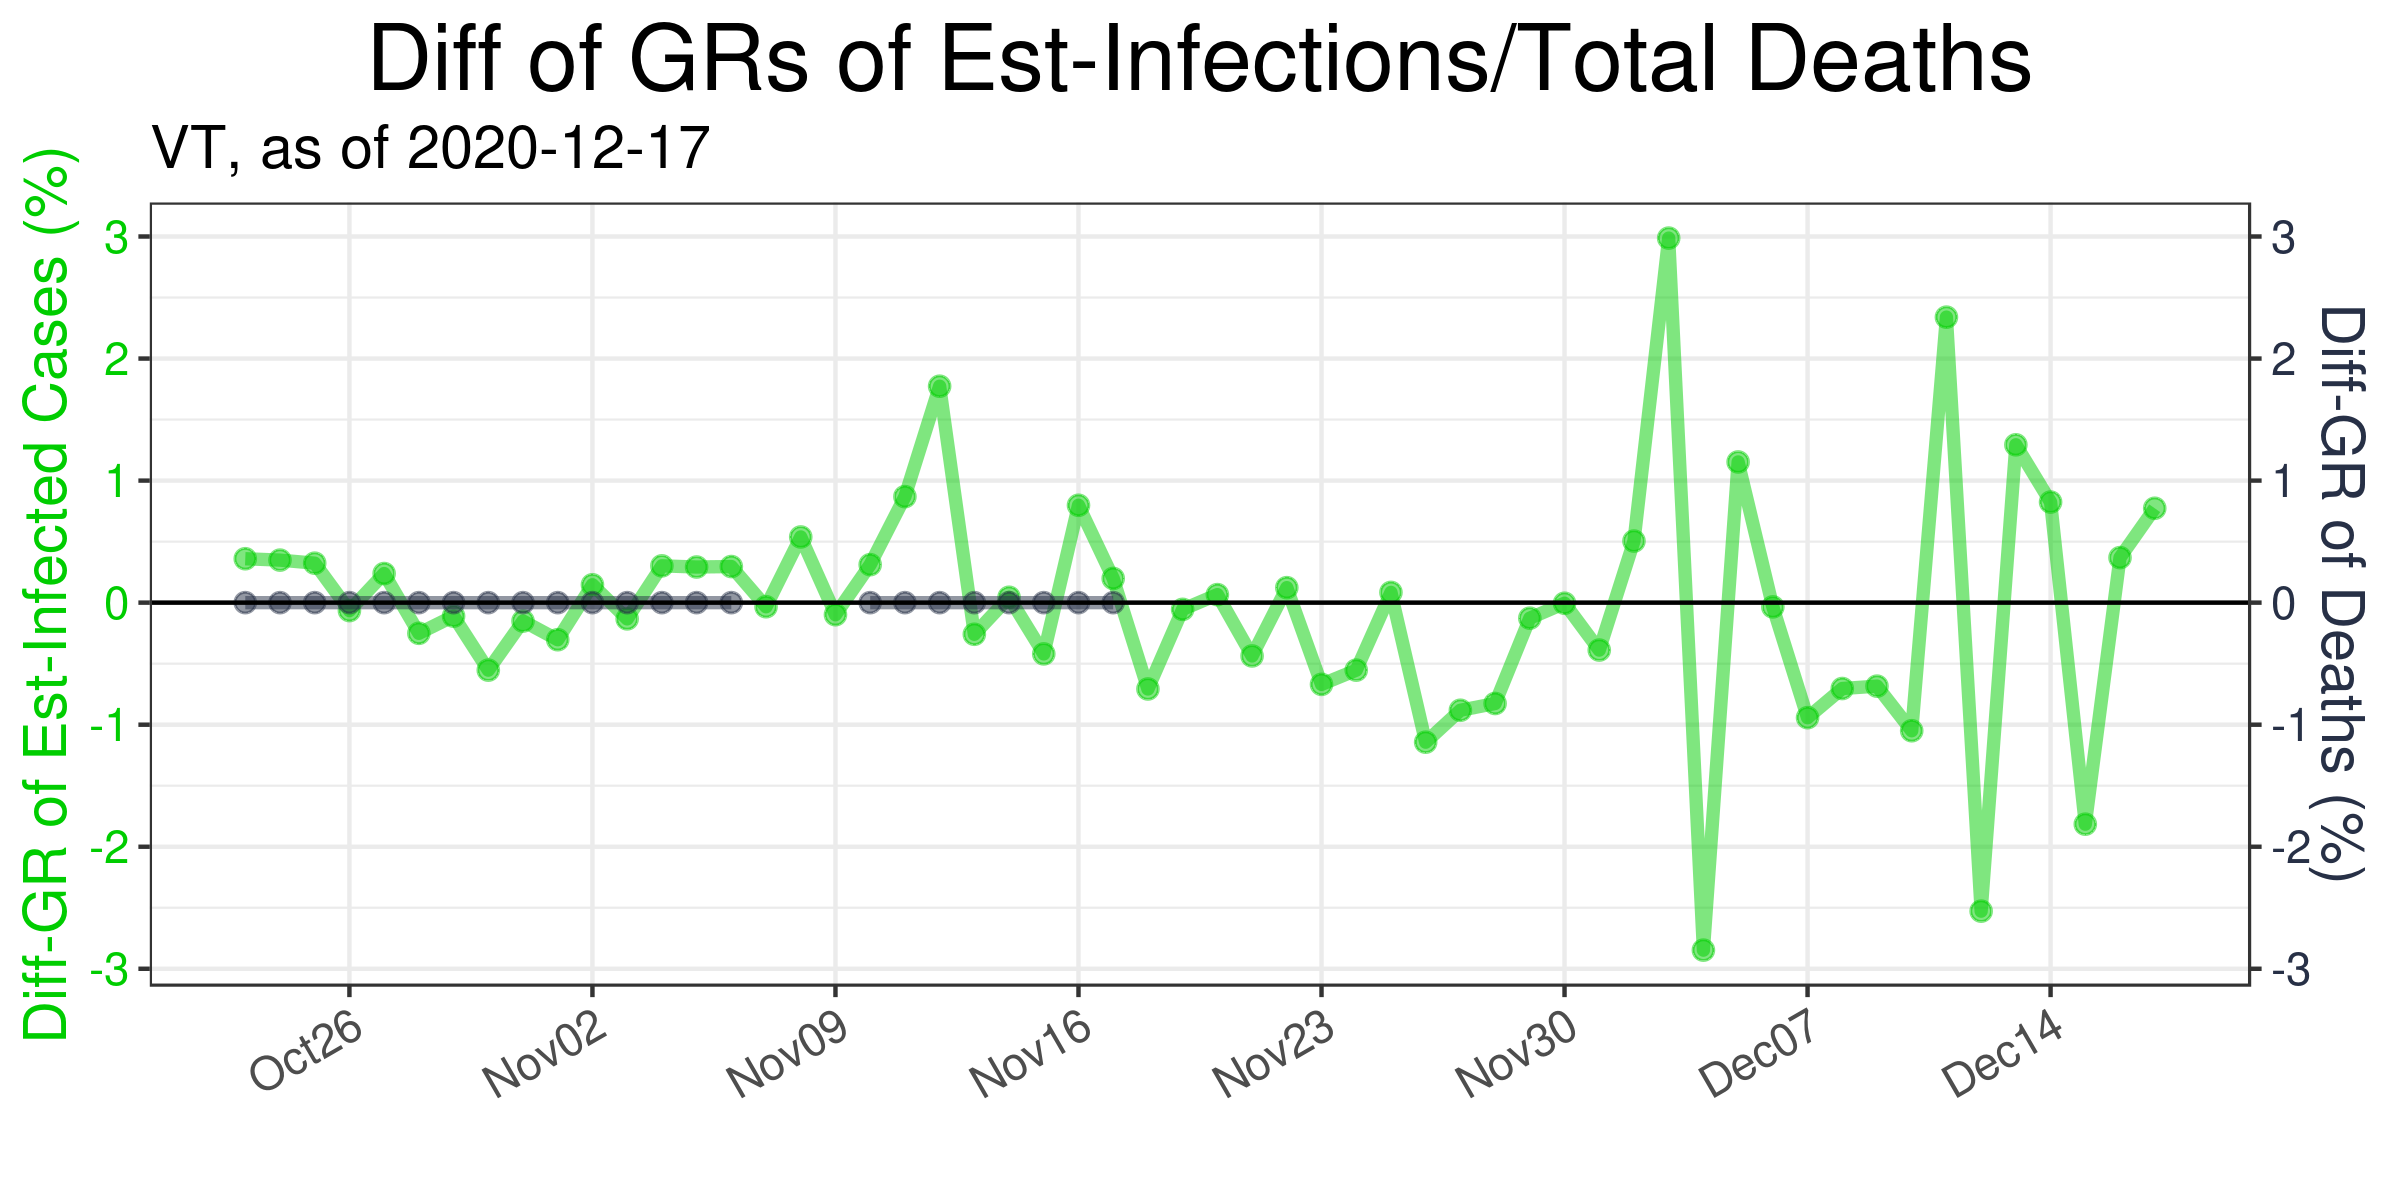 Diff of GRs of Est-Infections/Total Deaths
VT, as of 2020-12-17
Diff-GR of Est-Infected Cases (%)
3
2
1
0
-1
-2
-3
3
2
1
0
-1
-2
-3
Diff-GR of Deaths (%)
Oct26
Nov02
Nov09
Nov16
Nov23
Nov30
Dec07
Dec14